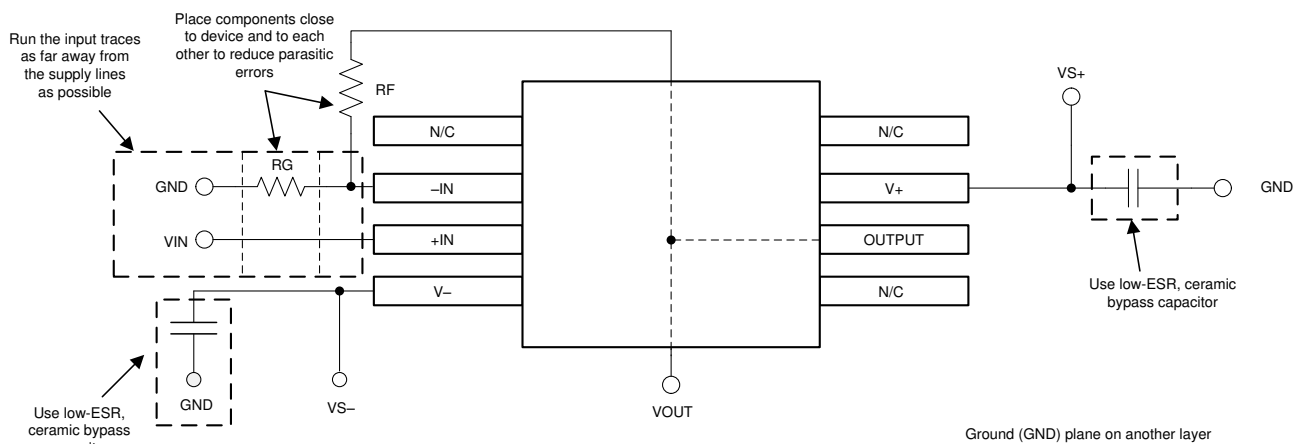 Place components close
to device and to each
other to reduce parasitic
errors
Run the input traces
as far away from
the supply lines
as possible
RF
VS+
N/C
N/C
RG
GND
–IN
V+
GND
VIN
+IN
OUTPUT
V–
N/C
Use low-ESR, ceramic
bypass capacitor
GND
VS–
VOUT
Use low-ESR,
ceramic bypass
Ground (GND) plane on another layer